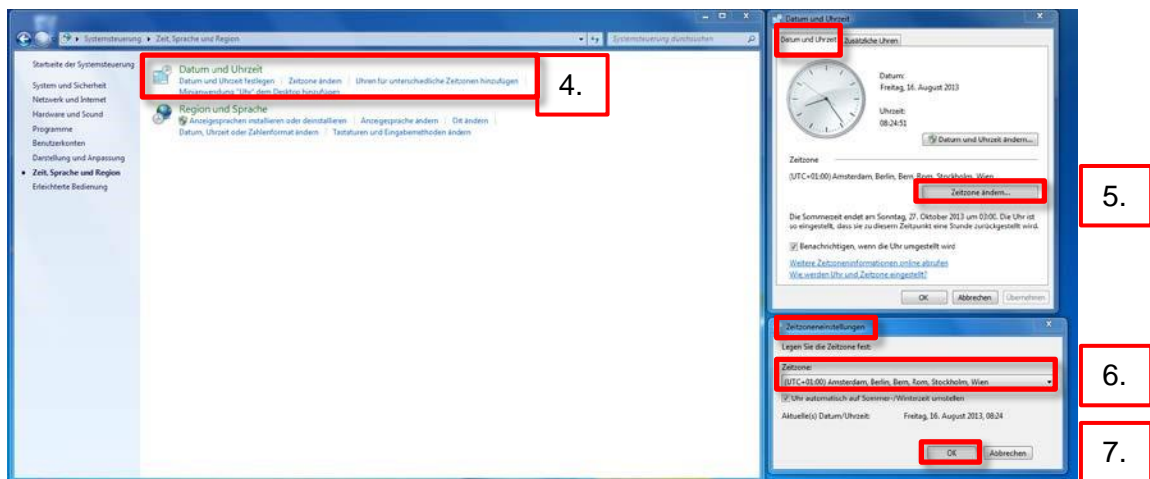 Systemsteuerung ▸ Zeit, Sprache und Region
Systemsteuerung durchsuchen
Startseite der Systemsteuerung
System und Sicherheit
Netzwerk und Internet
Hardware und Sound
Programme
Benutzerkonten
Darstellung und Anpassung
Zeit, Sprache und Region
Erleichterte Bedienung
Datum und Uhrzeit
Datum und Uhrzeit festlegen | Zeitzone ändern | Uhren für unterschiedliche Zeitzonen hinzufügen
Minianwendung "Uhr" dem Desktop hinzufügen
Region und Sprache
Anzeigesprachen installieren oder deinstallieren | Anzeigesprache ändern | Ort ändern
Datum, Uhrzeit oder Zahlenformat ändern | Tastaturen und Eingabemethoden ändern
4.
Datum und Uhrzeit
Datum und Uhrzeit Zusätzliche Uhren
Datum:
Freitag, 16. August 2013
Uhrzeit:
08:24:51
Datum und Uhrzeit ändern...
Zeitzone
(UTC+01:00) Amsterdam, Berlin, Bern, Rom, Stockholm, Wien
Zeitzone ändern...
5.
Die Sommerzeit endet am Sonntag, 27. Oktober 2013 um 03:00. Die Uhr ist
so eingestellt, dass sie zu diesem Zeitpunkt eine Stunde zurückgestellt wird.
Benachrichtigen, wenn die Uhr umgestellt wird
Weitere Zeitzoneninformationen online abrufen
Wie werden Uhr und Zeitzone eingestellt?
OK Abbrechen Übernehmen
Zeitzoneneinstellungen
Legen Sie die Zeitzone fest:
Zeitzone:
(UTC+01:00) Amsterdam, Berlin, Bern, Rom, Stockholm, Wien
6.
Uhr automatisch auf Sommer-/Winterzeit umstellen
Aktuelle(s) Datum/Uhrzeit: Freitag, 16. August 2013, 08:24
OK Abbrechen
7.